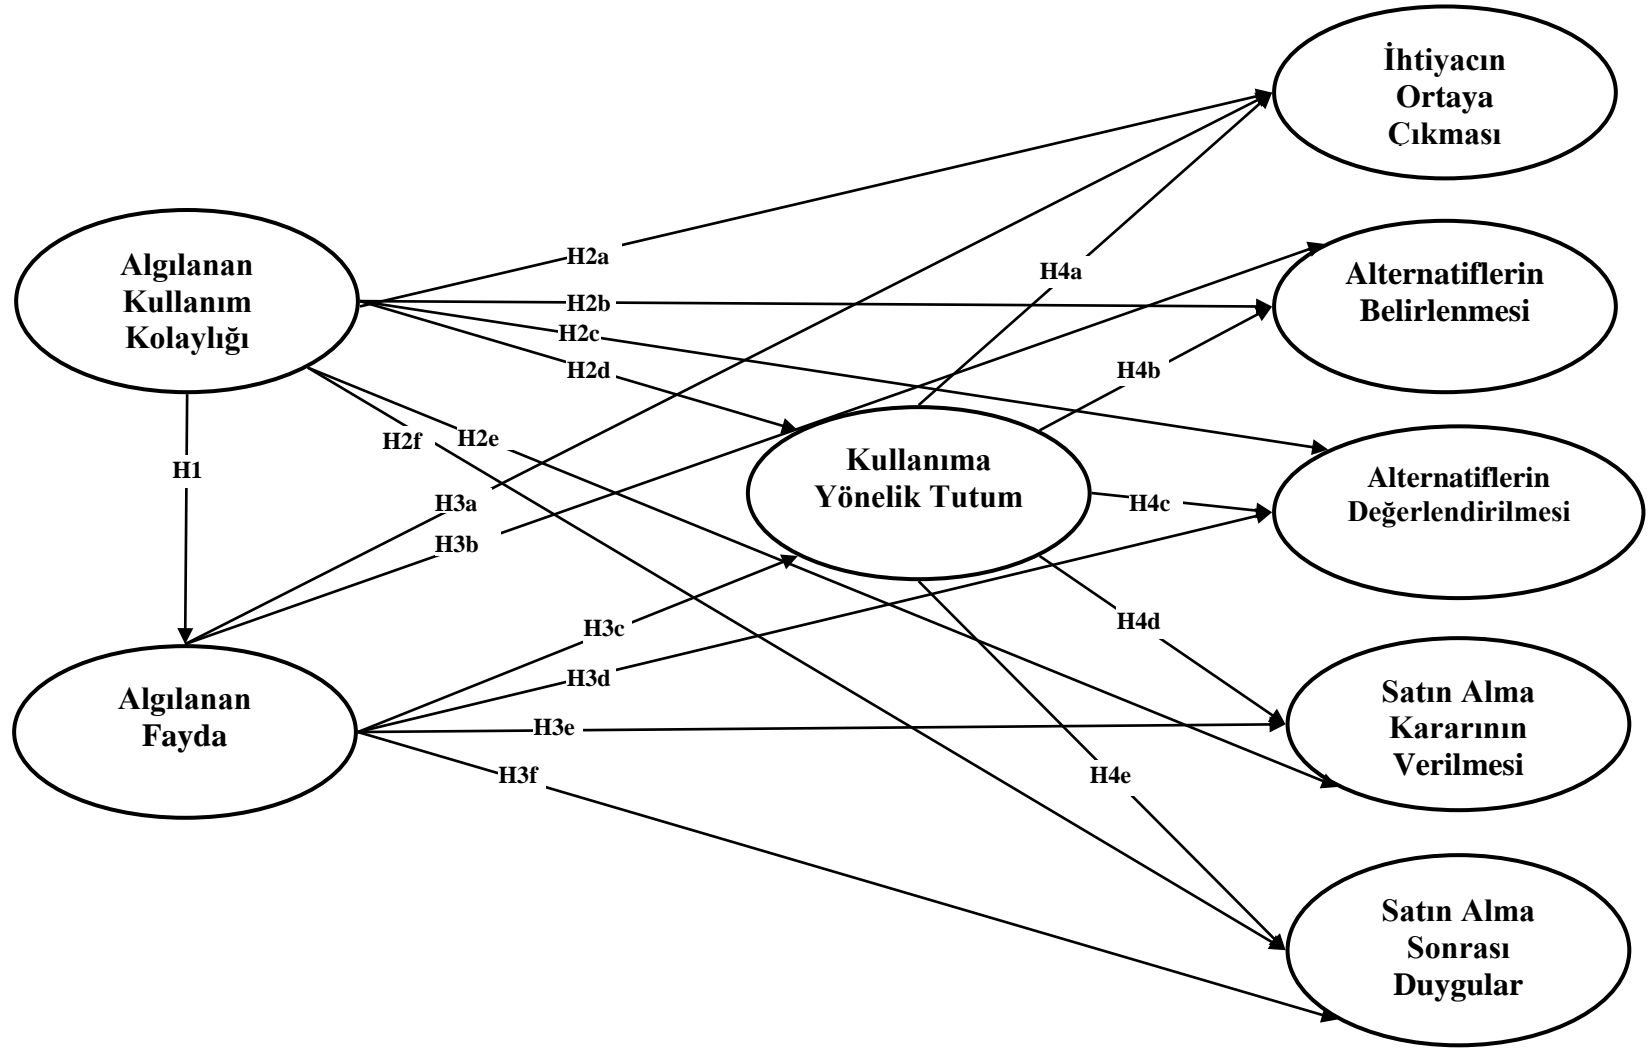 İhtiyacın
Ortaya
Çıkması
Algılanan
Kullanım
Kolaylığı
H2a
H2b
H2c
H2d
H4a
Alternatiflerin
Belirlenmesi
H4b
H2f
H2e
H1
Kullanıma
Yönelik Tutum
Alternatiflerin
Değerlendirilmesi
H4c
H3a
H3b
H3c
H4d
H3d
Algılanan
Fayda
H3e
H3f
H4e
Satın Alma
Kararının
Verilmesi
Satın Alma
Sonrası
Duygular